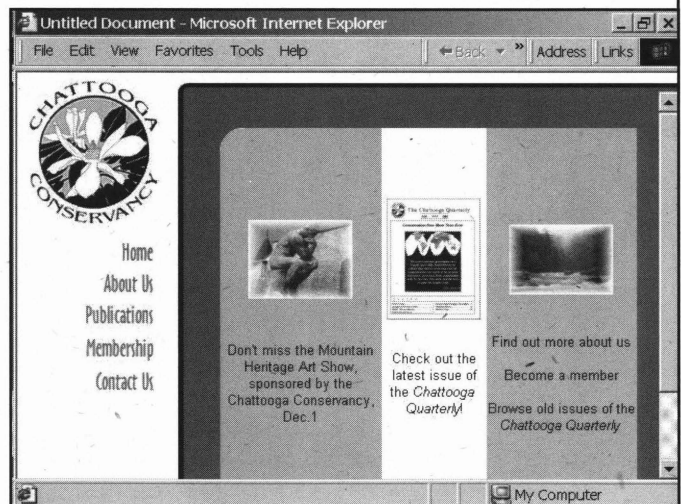 Untitled Document - Microsoft Internet Explorer
File Edit View Favorites Tools Help
Back
» Address Links
CHATTOOGA
CONSERVANCY
Home
About Us
Publications
Membership
Contact Us
Don't miss the Mountain
Heritage Art Show,
sponsored by the
Chattooga Conservancy,
Dec.1
The Chattooga Quarterly
Check out the
latest issue of
the Chattooga
Quarterly!
Find out more about us
Become a member
Browse old issues of the
Chattooga Quarterly
My Computer